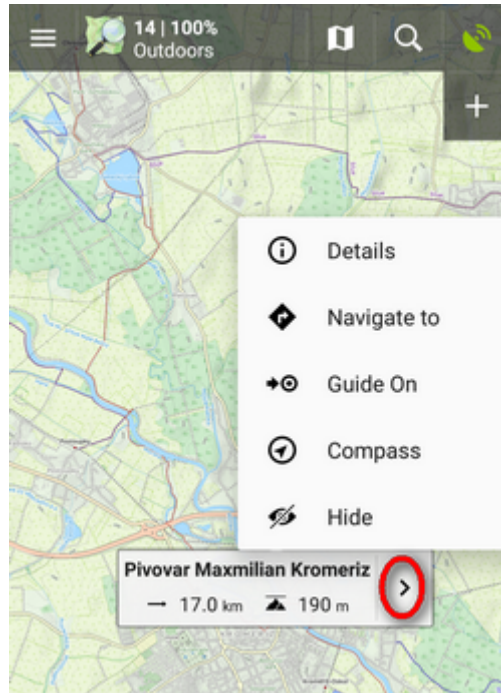 14 | 100%
Outdoors
Details
Navigate to
Guide On
Compass
Hide
Pivovar Maxmilian Kromeriz
17.0 km 190 m